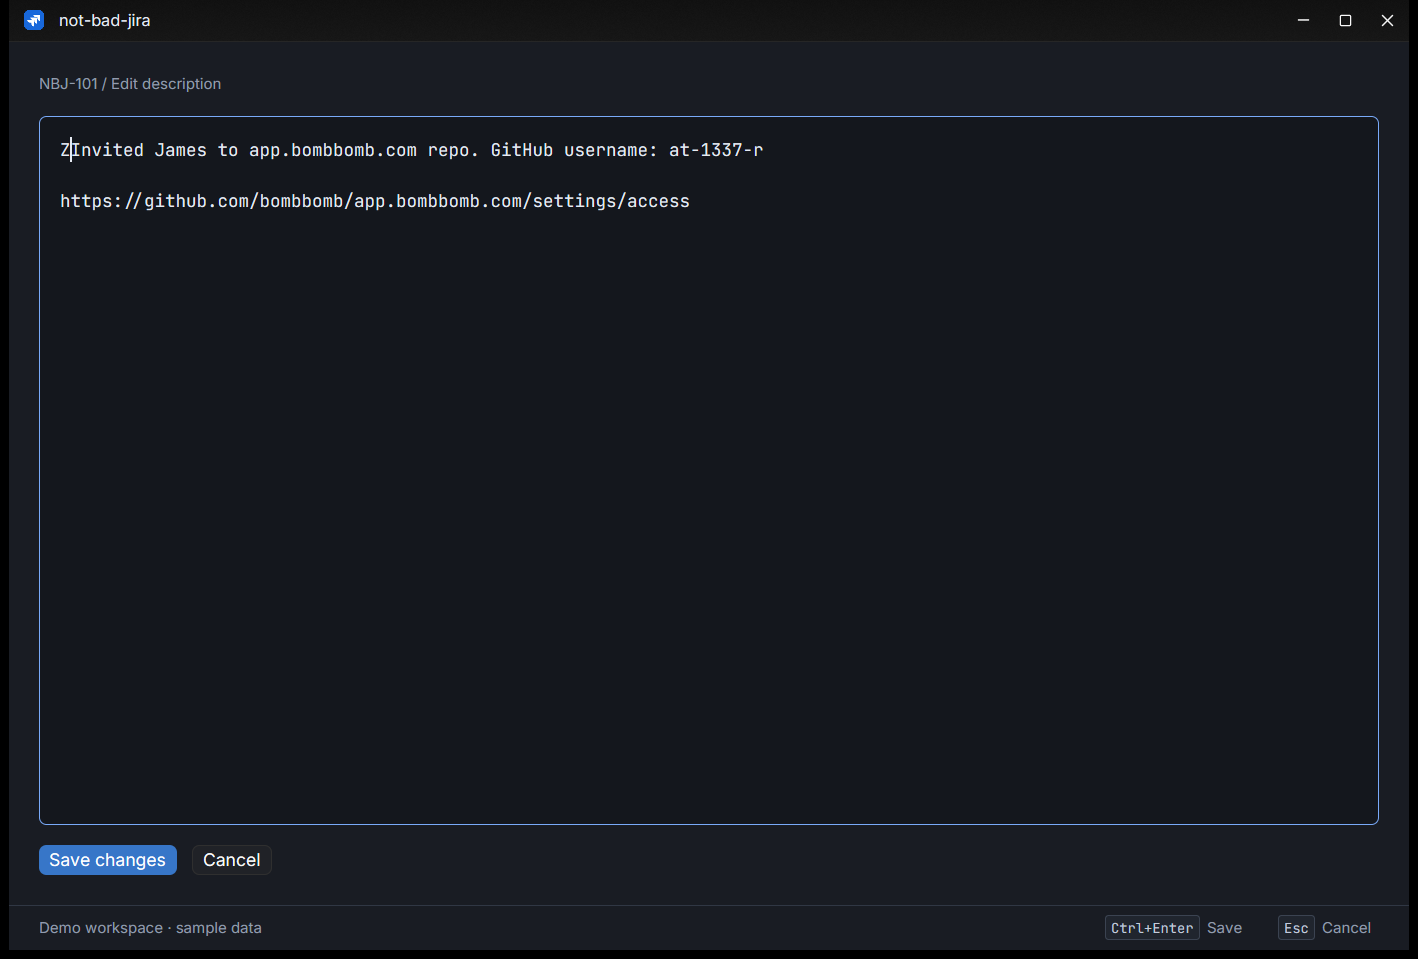 not-bad-jira
NBJ-101 / Edit description
ZInvited James to app.bombbomb.com repo. GitHub username: at-1337-r
https://github.com/bombbomb/app.bombbomb.com/settings/access
Save changes Cancel
Demo workspace · sample data Ctrl+Enter Save Esc Cancel